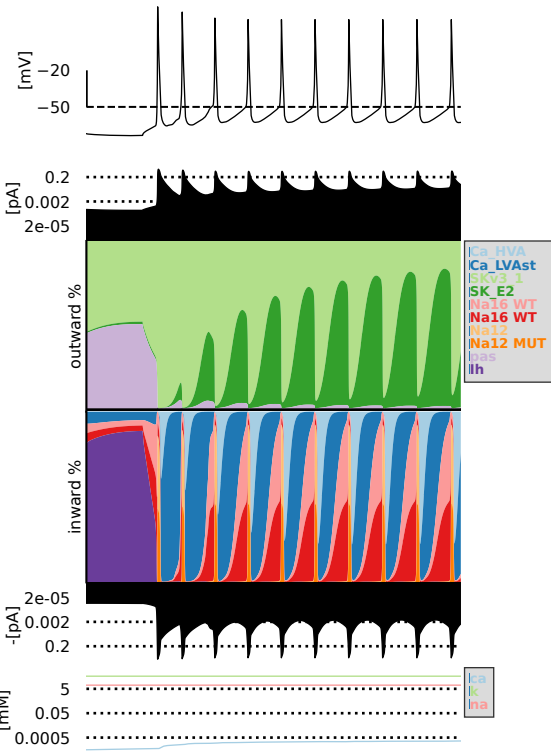 [mV]
−20
−50
[pA]
0.2
0.002
2e-05
outward %
Ca_HVA
Ca_LVAst
SKv3_1
SK_E2
Na16 WT
Na16 WT
Na12
Na12 MUT
pas
Ih
inward %
-[pA]
2e-05
0.002
0.2
[mM]
5
0.05
0.0005
ca
k
na